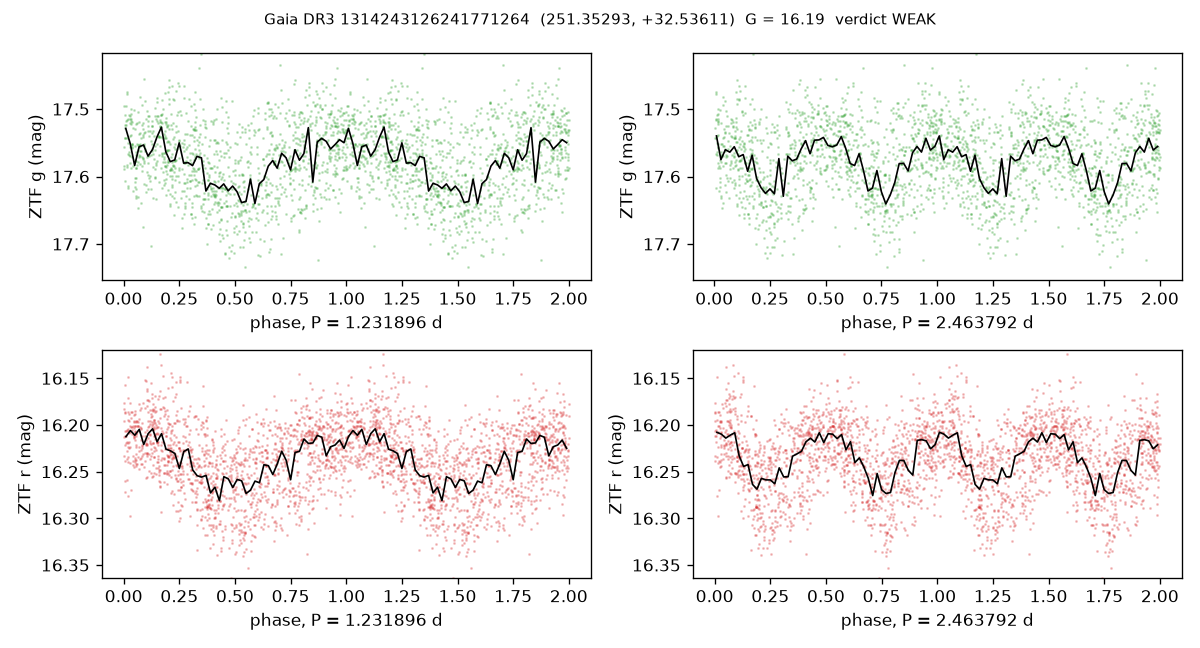 Gaia DR3 1314243126241771264  (251.35293, +32.53611)  G = 16.19  verdict WEAK
ZTF g (mag)
17.5
17.6
17.7
0.00 0.25 0.50 0.75 1.00 1.25 1.50 1.75 2.00
phase, P = 1.231896 d
ZTF g (mag)
17.5
17.6
17.7
0.00 0.25 0.50 0.75 1.00 1.25 1.50 1.75 2.00
phase, P = 2.463792 d
ZTF r (mag)
16.15
16.20
16.25
16.30
16.35
0.00 0.25 0.50 0.75 1.00 1.25 1.50 1.75 2.00
phase, P = 1.231896 d
ZTF r (mag)
16.15
16.20
16.25
16.30
16.35
0.00 0.25 0.50 0.75 1.00 1.25 1.50 1.75 2.00
phase, P = 2.463792 d